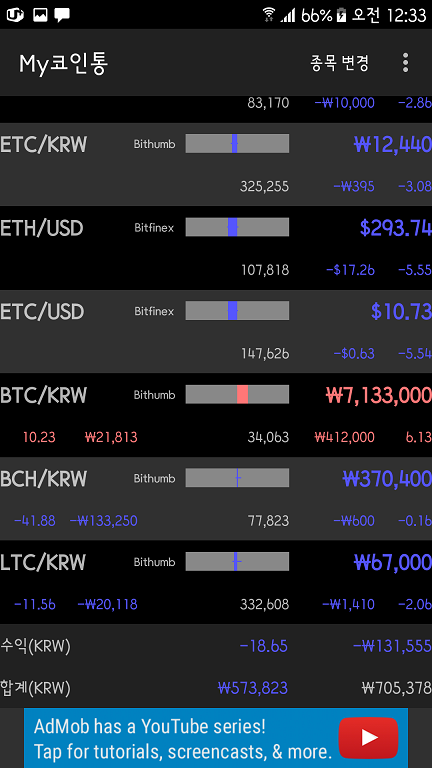 66% 오전 12:33
My코인통 종목 변경
83,170 -₩10,000 -2.86
ETC/KRW Bithumb ₩12,440
325,255 -₩395 -3.08
ETH/USD Bitfinex $293.74
107,818 -$17.26 -5.55
ETC/USD Bitfinex $10.73
147,626 -$0.63 -5.54
BTC/KRW Bithumb ₩7,133,000
10.23 ₩21,813 34,063 ₩412,000 6.13
BCH/KRW Bithumb ₩370,400
-41.88 -₩133,250 77,823 -₩600 -0.16
LTC/KRW Bithumb ₩67,000
-11.56 -₩20,118 332,608 -₩1,410 -2.06
수익(KRW) -18.65 -₩131,555
합계(KRW) ₩573,823 ₩705,378
AdMob has a YouTube series!
Tap for tutorials, screencasts, & more.